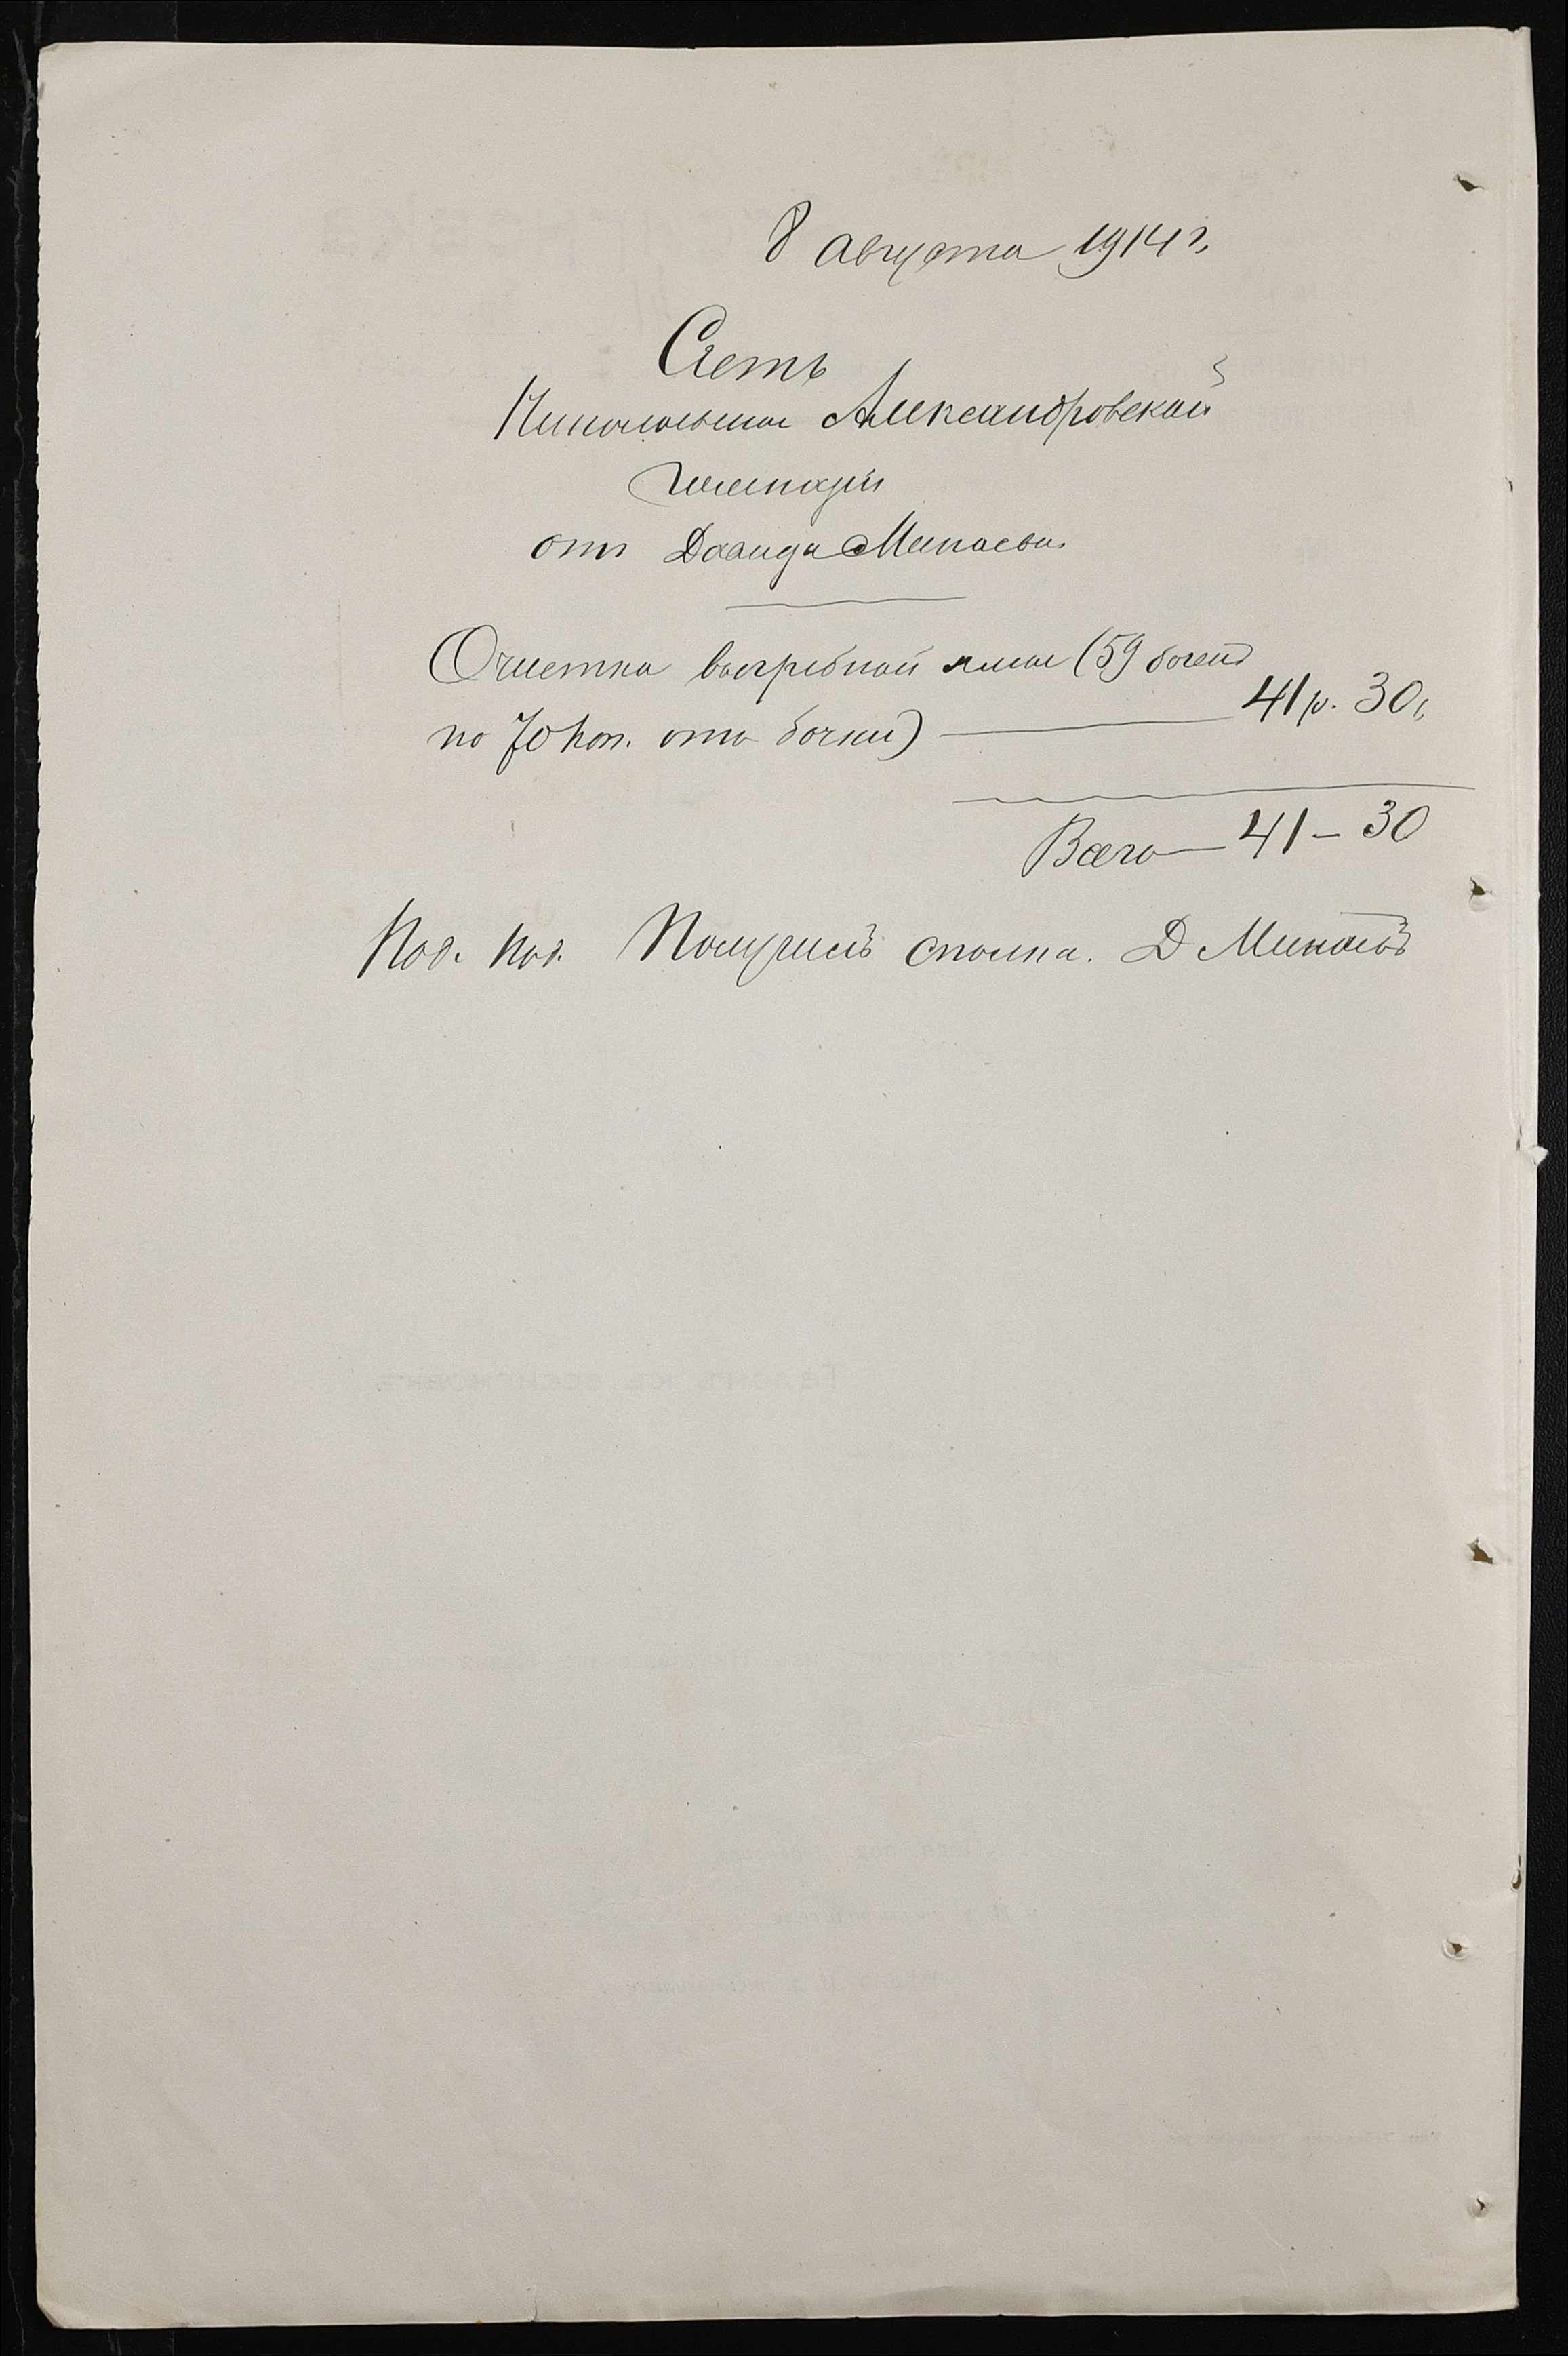 8 августа 1914 г.
Счетъ
Николаевской Александровской
гимназіи
отъ Давида Минаева
Очистка выгребной ямы (59 бочекъ
по 70 коп. отъ бочки) — 41 р. 30 к.
Всего — 41 – 30
Под. под. Получилъ сполна. Д Минаевъ